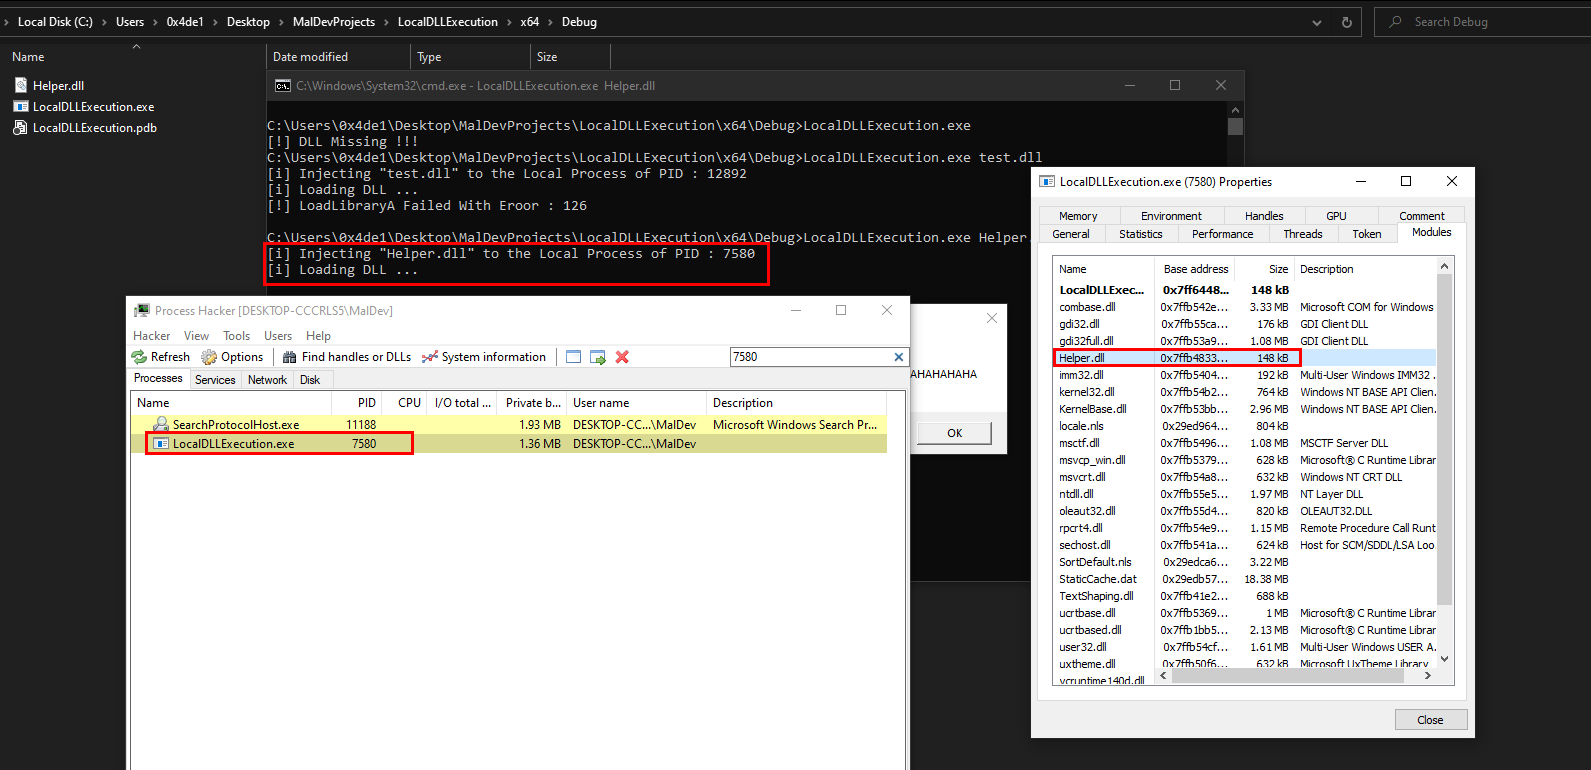 Local Disk (C:) › Users › 0x4de1 › Desktop › MalDevProjects › LocalDLLExecution › x64 › Debug
Search Debug
Name
Date modified
Type
Size
Helper.dll
LocalDLLExecution.exe
LocalDLLExecution.pdb
C:\Windows\System32\cmd.exe - LocalDLLExecution.exe Helper.dll
C:\Users\0x4de1\Desktop\MalDevProjects\LocalDLLExecution\x64\Debug>LocalDLLExecution.exe
[!] DLL Missing !!!
C:\Users\0x4de1\Desktop\MalDevProjects\LocalDLLExecution\x64\Debug>LocalDLLExecution.exe test.dll
[i] Injecting "test.dll" to the Local Process of PID : 12892
[i] Loading DLL ...
[!] LoadLibraryA Failed With Eroor : 126
C:\Users\0x4de1\Desktop\MalDevProjects\LocalDLLExecution\x64\Debug>LocalDLLExecution.exe Helper.
[i] Injecting "Helper.dll" to the Local Process of PID : 7580
[i] Loading DLL ...
Process Hacker [DESKTOP-CCCRLS5\MalDev]
Hacker View Tools Users Help
Refresh Options Find handles or DLLs System information 7580
Processes Services Network Disk
Name PID CPU I/O total ... Private b... User name Description
SearchProtocolHost.exe 11188 1.93 MB DESKTOP-CC...\MalDev Microsoft Windows Search Pr...
LocalDLLExecution.exe 7580 1.36 MB DESKTOP-CC...\MalDev
AHAHAHAHA
OK
LocalDLLExecution.exe (7580) Properties
Memory Environment Handles GPU Comment
General Statistics Performance Threads Token Modules
Name Base address Size Description
LocalDLLExec... 0x7ff6448... 148 kB
combase.dll 0x7ffb542e... 3.33 MB Microsoft COM for Windows
gdi32.dll 0x7ffb55ca... 176 kB GDI Client DLL
gdi32full.dll 0x7ffb53a9... 1.08 MB GDI Client DLL
Helper.dll 0x7ffb4833... 148 kB
imm32.dll 0x7ffb5404... 192 kB Multi-User Windows IMM32 .
kernel32.dll 0x7ffb54b2... 764 kB Windows NT BASE API Clien.
KernelBase.dll 0x7ffb53bb... 2.96 MB Windows NT BASE API Clien.
locale.nls 0x29ed964... 804 kB
msctf.dll 0x7ffb5496... 1.08 MB MSCTF Server DLL
msvcp_win.dll 0x7ffb5379... 628 kB Microsoft® C Runtime Librar
msvcrt.dll 0x7ffb54a8... 632 kB Windows NT CRT DLL
ntdll.dll 0x7ffb55e5... 1.97 MB NT Layer DLL
oleaut32.dll 0x7ffb55d4... 820 kB OLEAUT32.DLL
rpcrt4.dll 0x7ffb54e9... 1.15 MB Remote Procedure Call Runt
sechost.dll 0x7ffb541a... 624 kB Host for SCM/SDDL/LSA Loo.
SortDefault.nls 0x29edca6... 3.22 MB
StaticCache.dat 0x29edb57... 18.38 MB
TextShaping.dll 0x7ffb41e2... 688 kB
ucrtbase.dll 0x7ffb5369... 1 MB Microsoft® C Runtime Librar
ucrtbased.dll 0x7ffb1bb5... 2.13 MB Microsoft® C Runtime Librar
user32.dll 0x7ffb54cf... 1.61 MB Multi-User Windows USER A.
uxtheme.dll 0x7ffb50f6... 632 kB Microsoft UxTheme Library
vcruntime140d.dll
Close